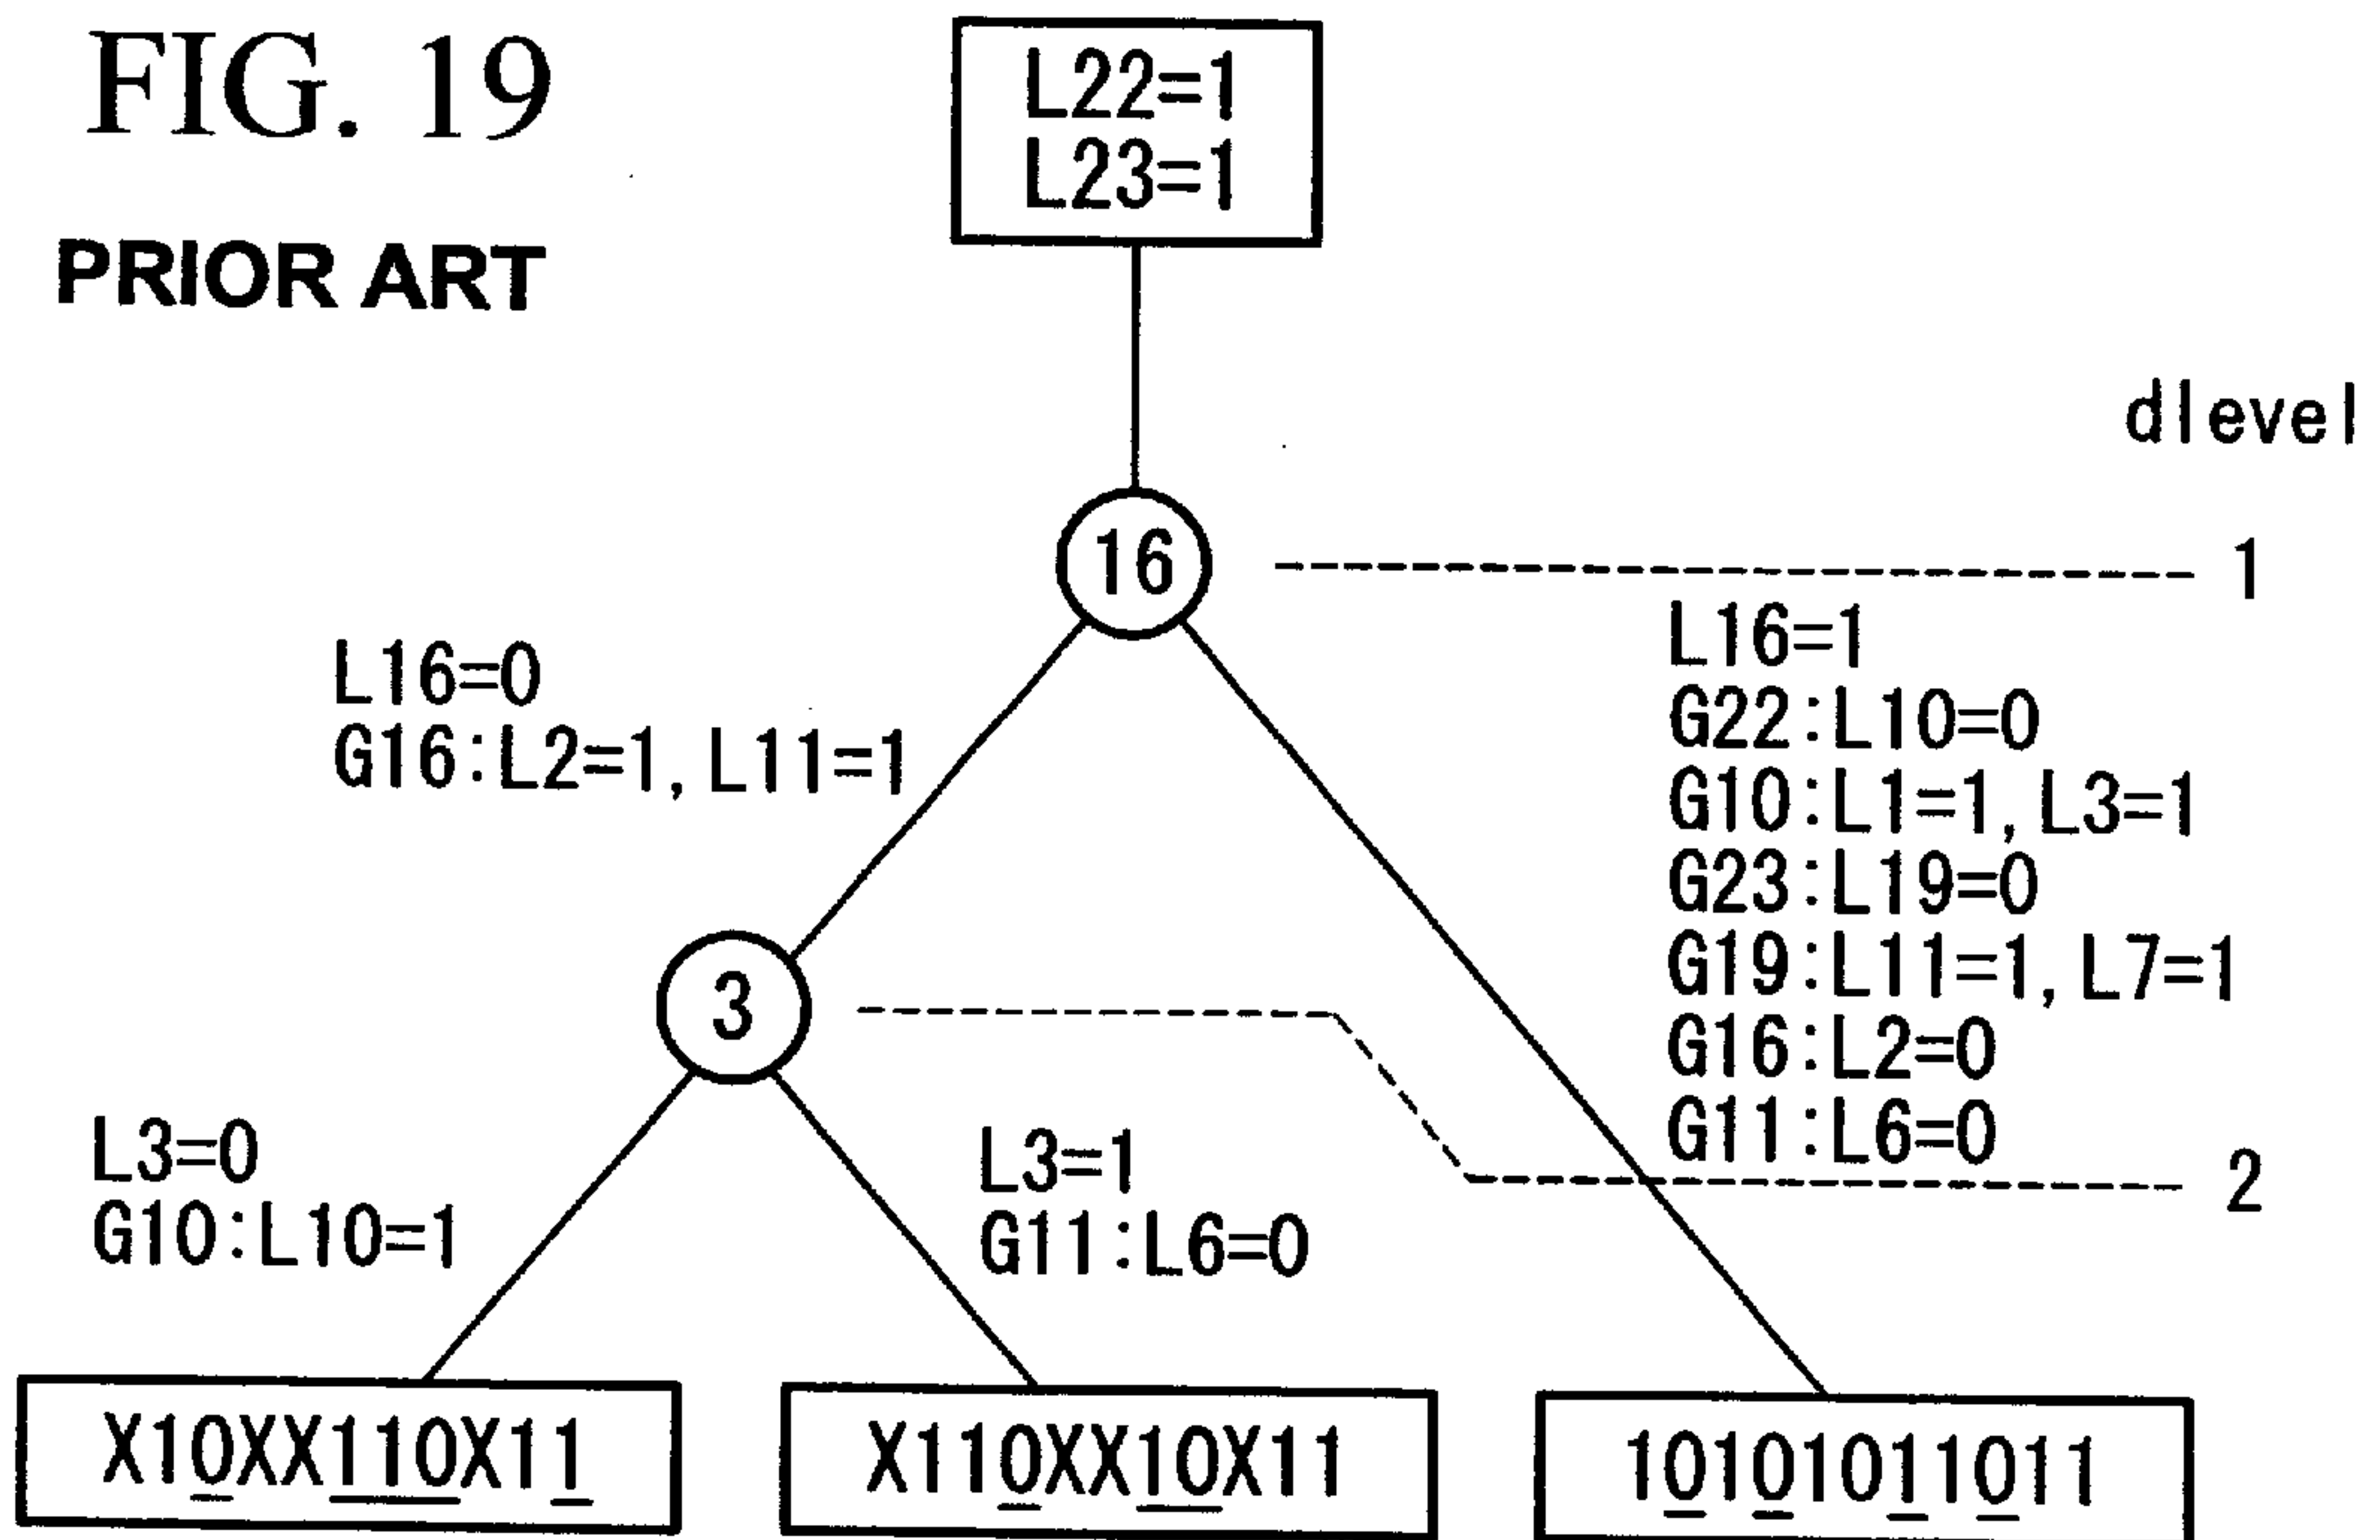 FIG. 19
PRIOR ART
L22=1
L23=1
dlevel
16
1
L16=0
G16:L2=1, L11=1
L16=1
G22:L10=0
G10:L1=1, L3=1
G23:L19=0
G19:L11=1, L7=1
G16:L2=0
G11:L6=0
3
2
L3=0
G10:L10=1
L3=1
G11:L6=0
X10XX110X11
X110XX10X11
10101011011